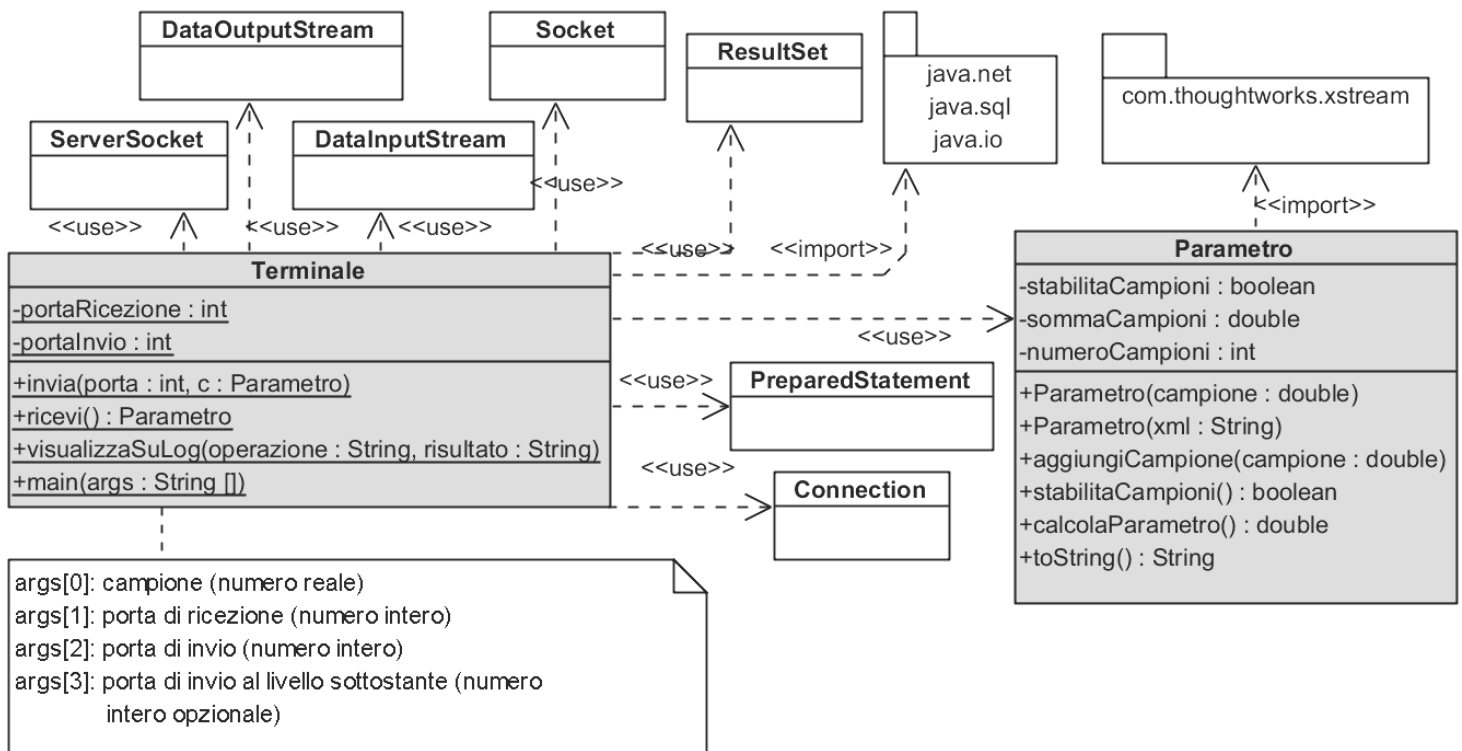 DataOutputStream
Socket
ResultSet
java.net
java.sql
java.io
com.thoughtworks.xstream
ServerSocket
DataInputStream
<<use>>
<<use>>
<<use>>
<<use>>
<<use>>
<<import>>
<<import>>
Terminale
-portaRicezione : int
-portaInvio : int
+invia(porta : int, c : Parametro)
+ricevi() : Parametro
+visualizzaSuLog(operazione : String, risultato : String)
+main(args : String [])
<<use>>
<<use>>
PreparedStatement
<<use>>
Connection
Parametro
-stabilitaCampioni : boolean
-sommaCampioni : double
-numeroCampioni : int
+Parametro(campione : double)
+Parametro(xml : String)
+aggiungiCampione(campione : double)
+stabilitaCampioni() : boolean
+calcolaParametro() : double
+toString() : String
args[0]: campione (numero reale)
args[1]: porta di ricezione (numero intero)
args[2]: porta di invio (numero intero)
args[3]: porta di invio al livello sottostante (numero
intero opzionale)